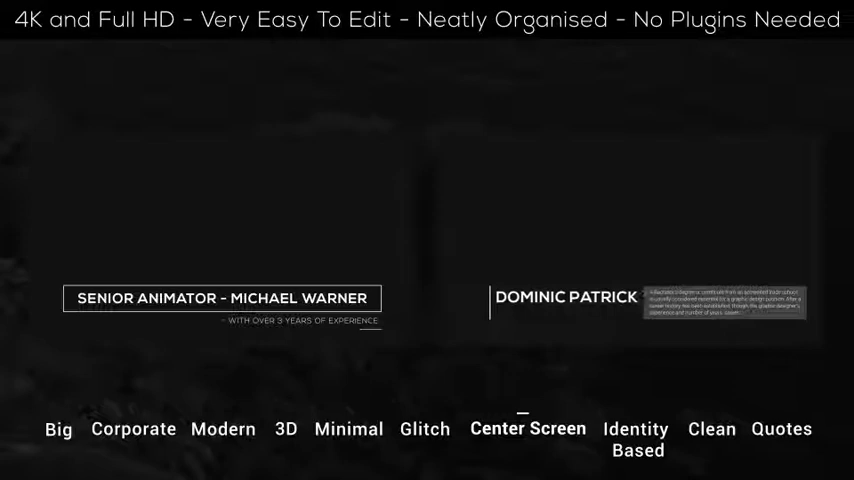 4K and Full HD - Very Easy To Edit - Neatly Organised - No Plugins Needed
SENIOR ANIMATOR - MICHAEL WARNER
- WITH OVER 3 YEARS OF EXPERIENCE
DOMINIC PATRICK
Big Corporate Modern 3D Minimal Glitch Center Screen Identity Based Clean Quotes